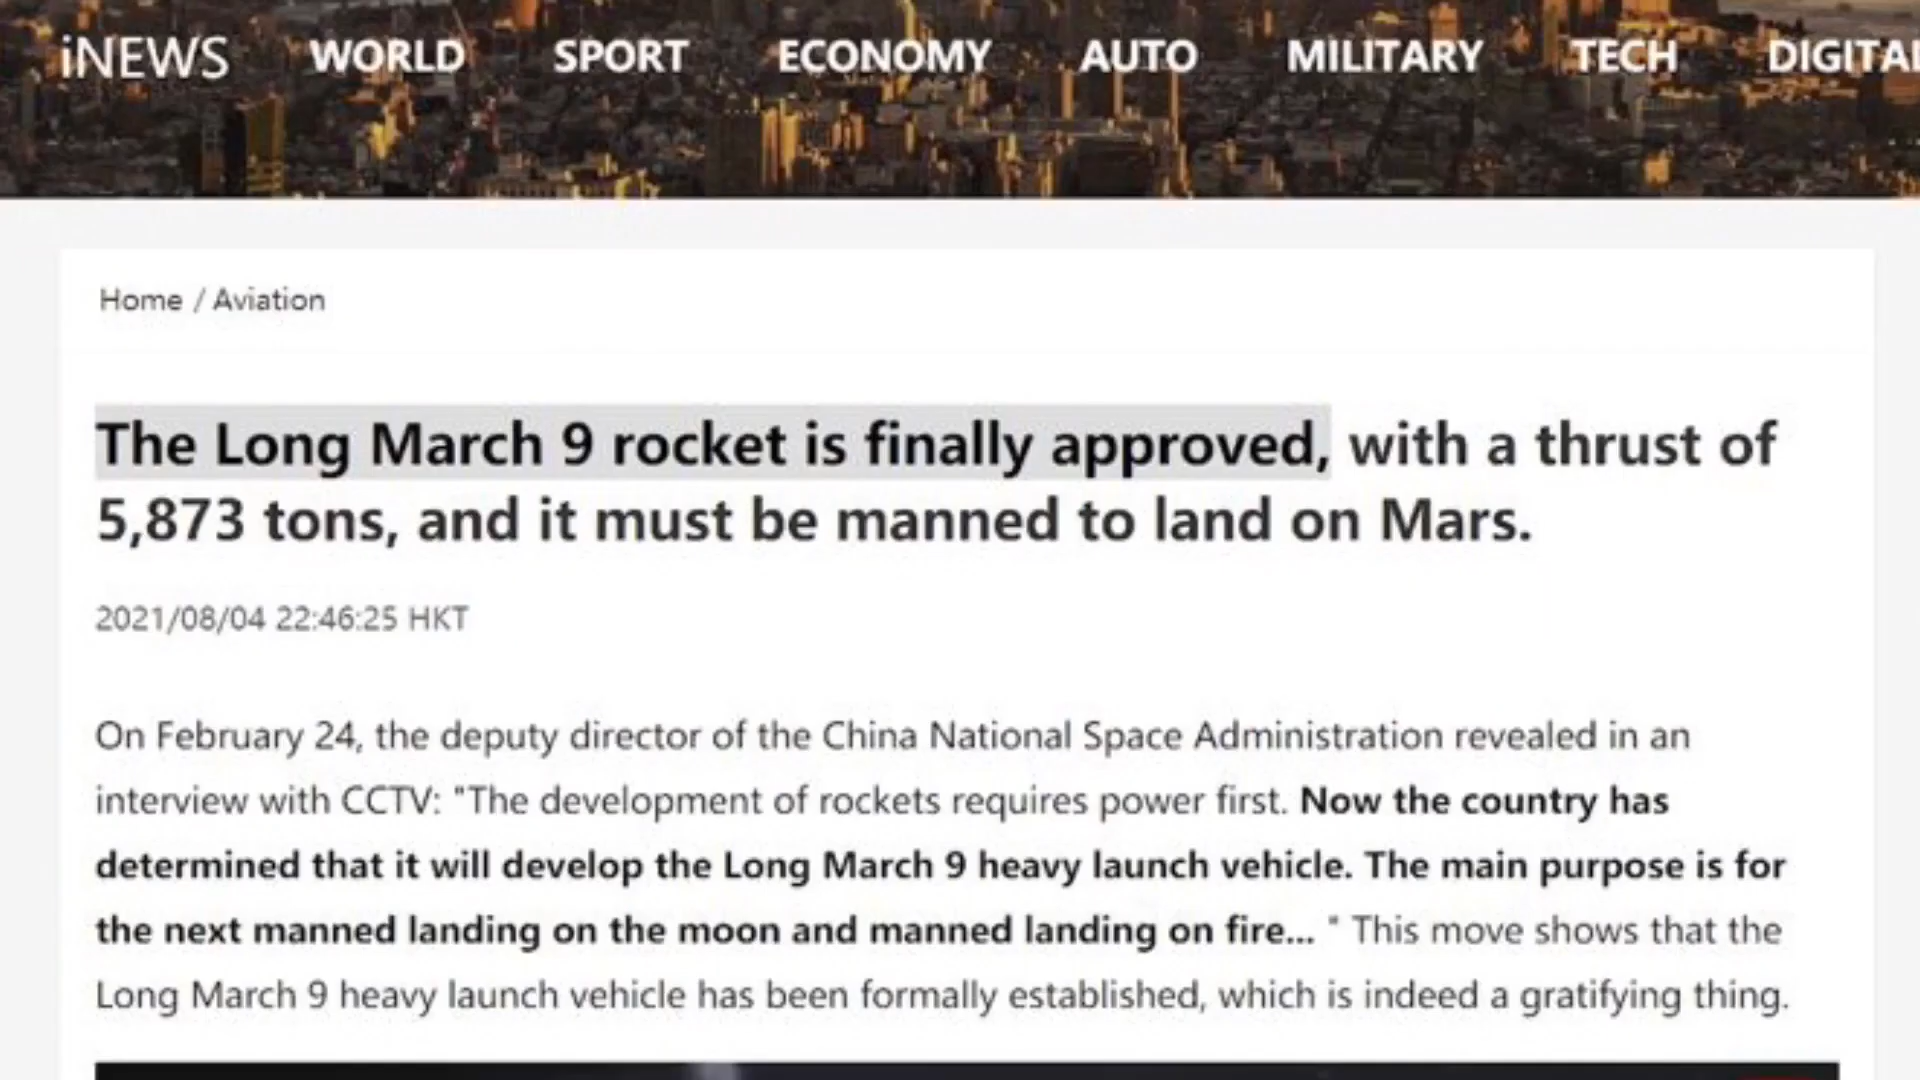 iNEWS WORLD SPORT ECONOMY AUTO MILITARY TECH DIGITAL
Home / Aviation
The Long March 9 rocket is finally approved, with a thrust of
5,873 tons, and it must be manned to land on Mars.
2021/08/04 22:46:25 HKT
On February 24, the deputy director of the China National Space Administration revealed in an
interview with CCTV: "The development of rockets requires power first. Now the country has
determined that it will develop the Long March 9 heavy launch vehicle. The main purpose is for
the next manned landing on the moon and manned landing on fire... " This move shows that the
Long March 9 heavy launch vehicle has been formally established, which is indeed a gratifying thing.